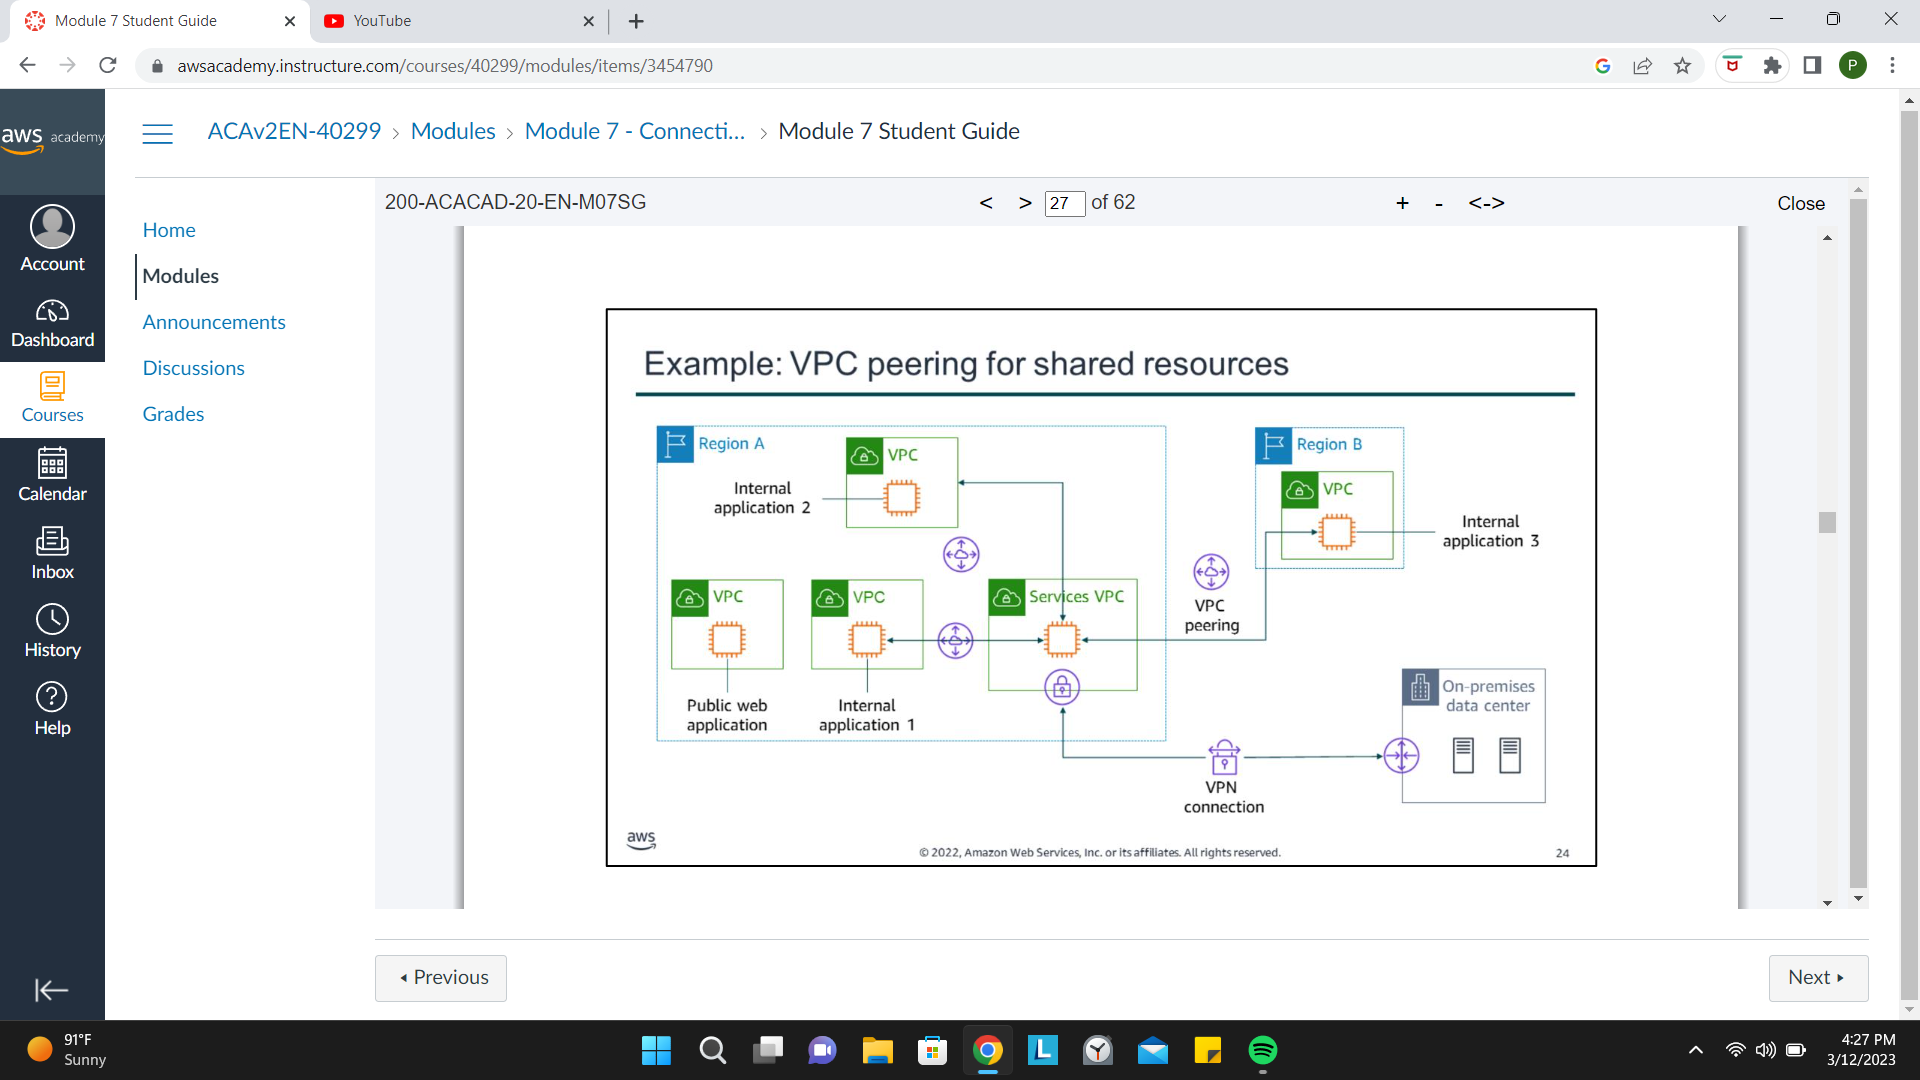 Module 7 Student Guide
YouTube
awsacademy.instructure.com/courses/40299/modules/items/3454790
P
aws academy
ACAv2EN-40299 > Modules > Module 7 - Connecti... > Module 7 Student Guide
Account
Dashboard
Courses
Calendar
Inbox
History
Help
Home
Modules
Announcements
Discussions
Grades
200-ACACAD-20-EN-M07SG
< > 27 of 62
+ - <->
Close
Example: VPC peering for shared resources
Region A
VPC
Internal
application 2
VPC
Public web
application
VPC
Internal
application 1
Services VPC
Region B
VPC
Internal
application 3
VPC
peering
On-premises
data center
VPN
connection
aws
© 2022, Amazon Web Services, Inc. or its affiliates. All rights reserved.
24
Previous
Next
91°F
Sunny
L
4:27 PM
3/12/2023